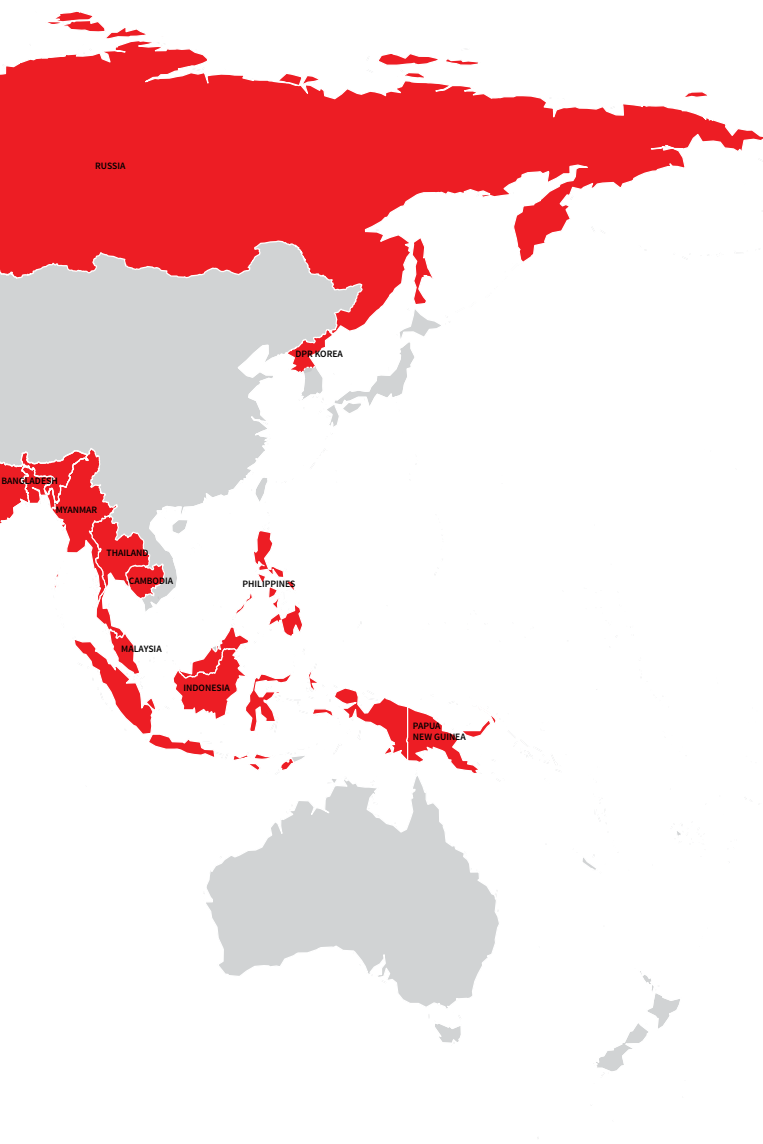 RUSSIA
DPR KOREA
BANGLADESH
MYANMAR
THAILAND
CAMBODIA
PHILIPPINES
MALAYSIA
INDONESIA
PAPUA
NEW GUINEA